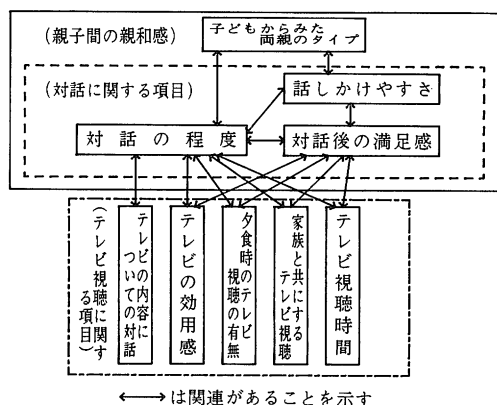 (親子間の親和感)
子どもからみた
両親のタイプ
(対話に関する項目)
話しかけやすさ
対話の程度
対話後の満足感
(テレビ視聴に関す
る項目)
テレビの内容に
ついての対話
テレビの効用感
夕食時のテレビ
視聴の有無
家族と共にする
テレビ視聴
テレビ視聴時間
⟷は関連があることを示す